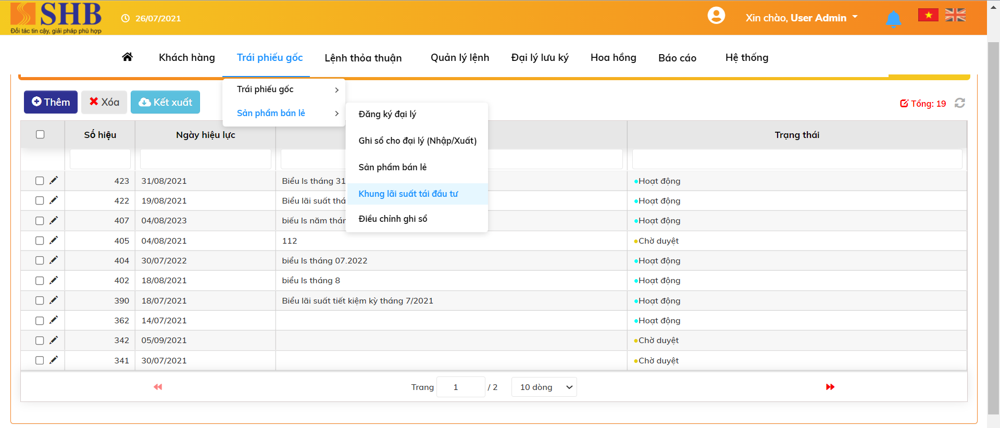 SHB
Đối tác tin cậy, giải pháp phù hợp
26/07/2021
Xin chào, User Admin
Khách hàng
Trái phiếu gốc
Lệnh thỏa thuận
Quản lý lệnh
Đại lý lưu ký
Hoa hồng
Báo cáo
Hệ thống
Trái phiếu gốc
Sản phẩm bán lẻ
Đăng ký đại lý
Ghi sổ cho đại lý (Nhập/Xuất)
Sản phẩm bán lẻ
Khung lãi suất tái đầu tư
Điều chỉnh ghi sổ
Thêm
Xóa
Kết xuất
Tổng: 19
Số hiệu Ngày hiệu lực Trạng thái
423 31/08/2021 Biểu ls tháng 31 Hoạt động
422 19/08/2021 Biểu lãi suất thá Hoạt động
407 04/08/2023 biếu ls năm thár Hoạt động
405 04/08/2021 112 Chờ duyệt
404 30/07/2022 biểu ls tháng 07.2022 Hoạt động
402 18/08/2021 biểu ls tháng 8 Hoạt động
390 18/07/2021 Biểu lãi suất tiết kiệm kỳ tháng 7/2021 Hoạt động
362 14/07/2021 Hoạt động
342 05/09/2021 Chờ duyệt
341 30/07/2021 Chờ duyệt
Trang 1 / 2 10 dòng